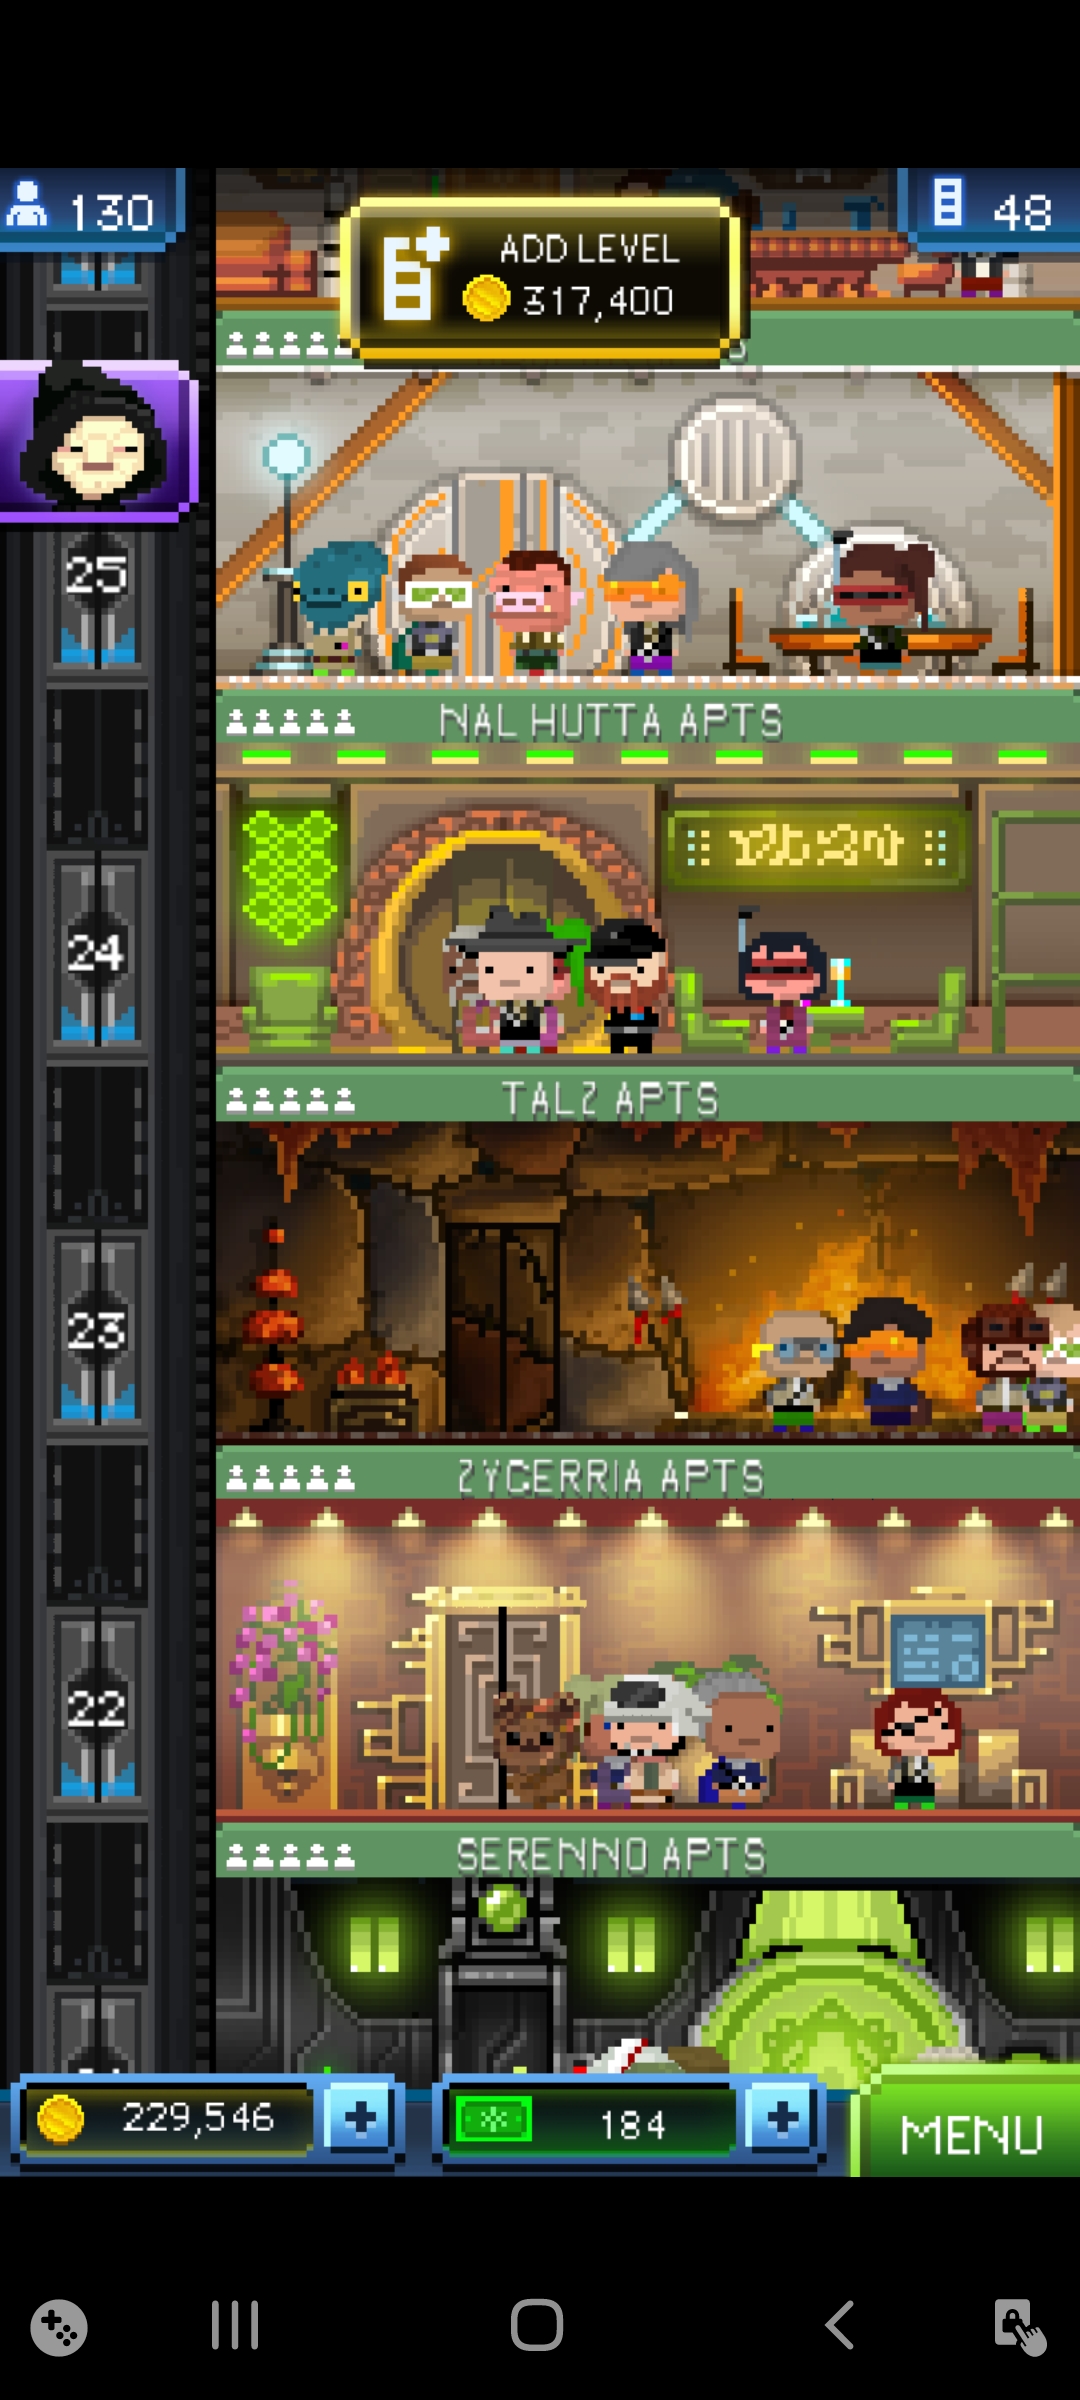 130
ADD LEVEL
317,400
48
25
NAL HUTTA APTS
24
TALZ APTS
23
ZYGERRIA APTS
22
SERENNO APTS
229,546
+
184
+
MENU